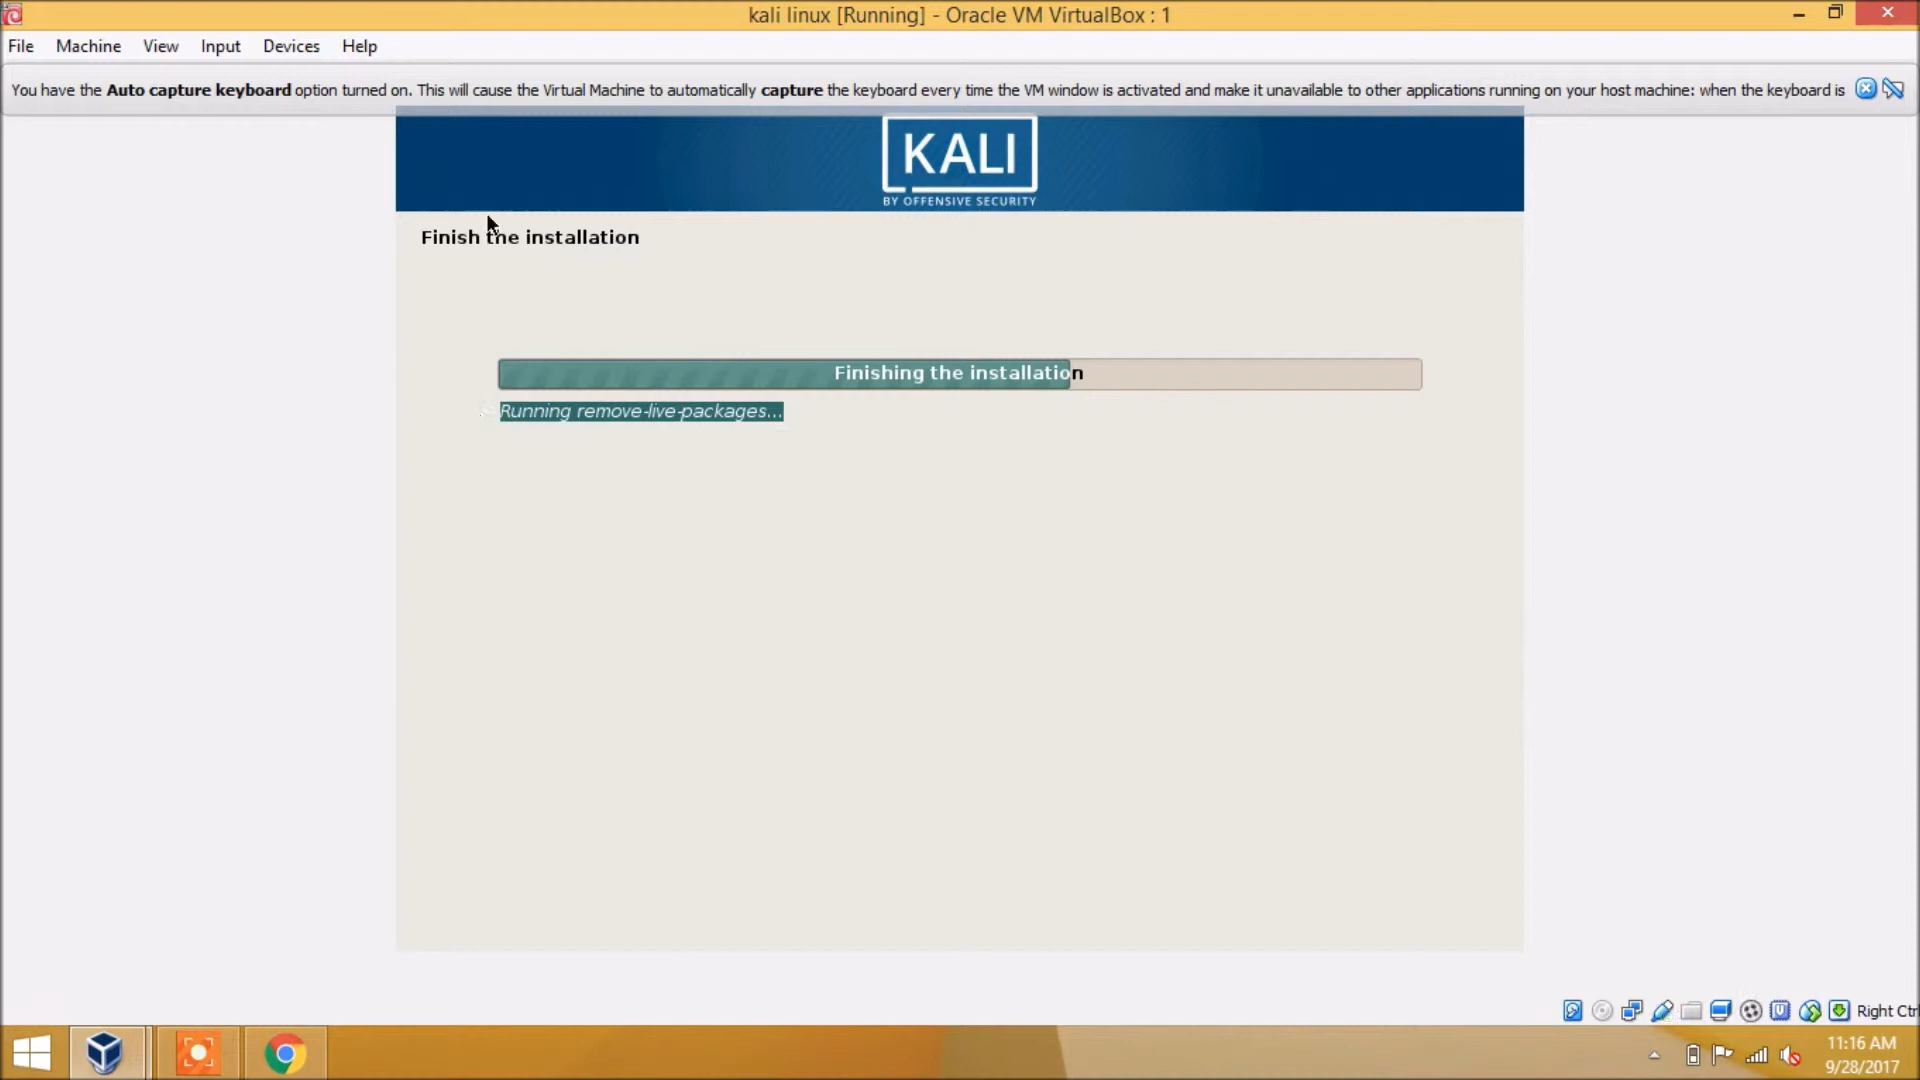 kali linux [Running] - Oracle VM VirtualBox : 1
File Machine View Input Devices Help
You have the Auto capture keyboard option turned on. This will cause the Virtual Machine to automatically capture the keyboard every time the VM window is activated and make it unavailable to other applications running on your host machine: when the keyboard is
KALI
BY OFFENSIVE SECURITY
Finish the installation
Finishing the installation
Running remove-live-packages...
Right Ctrl
11:16 AM
9/28/2017